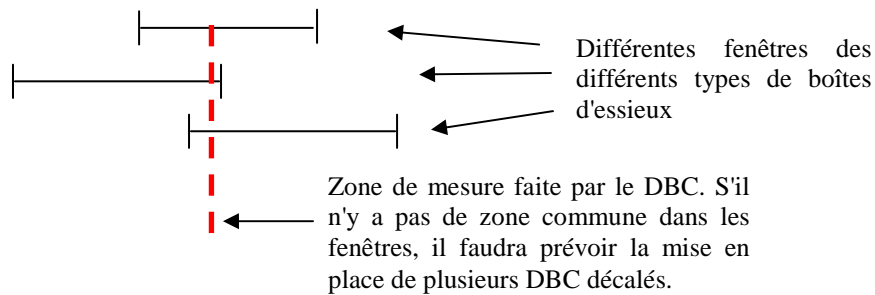 Différentes fenêtres des
différents types de boîtes
d'essieux
Zone de mesure faite par le DBC. S'il
n'y a pas de zone commune dans les
fenêtres, il faudra prévoir la mise en
place de plusieurs DBC décalés.